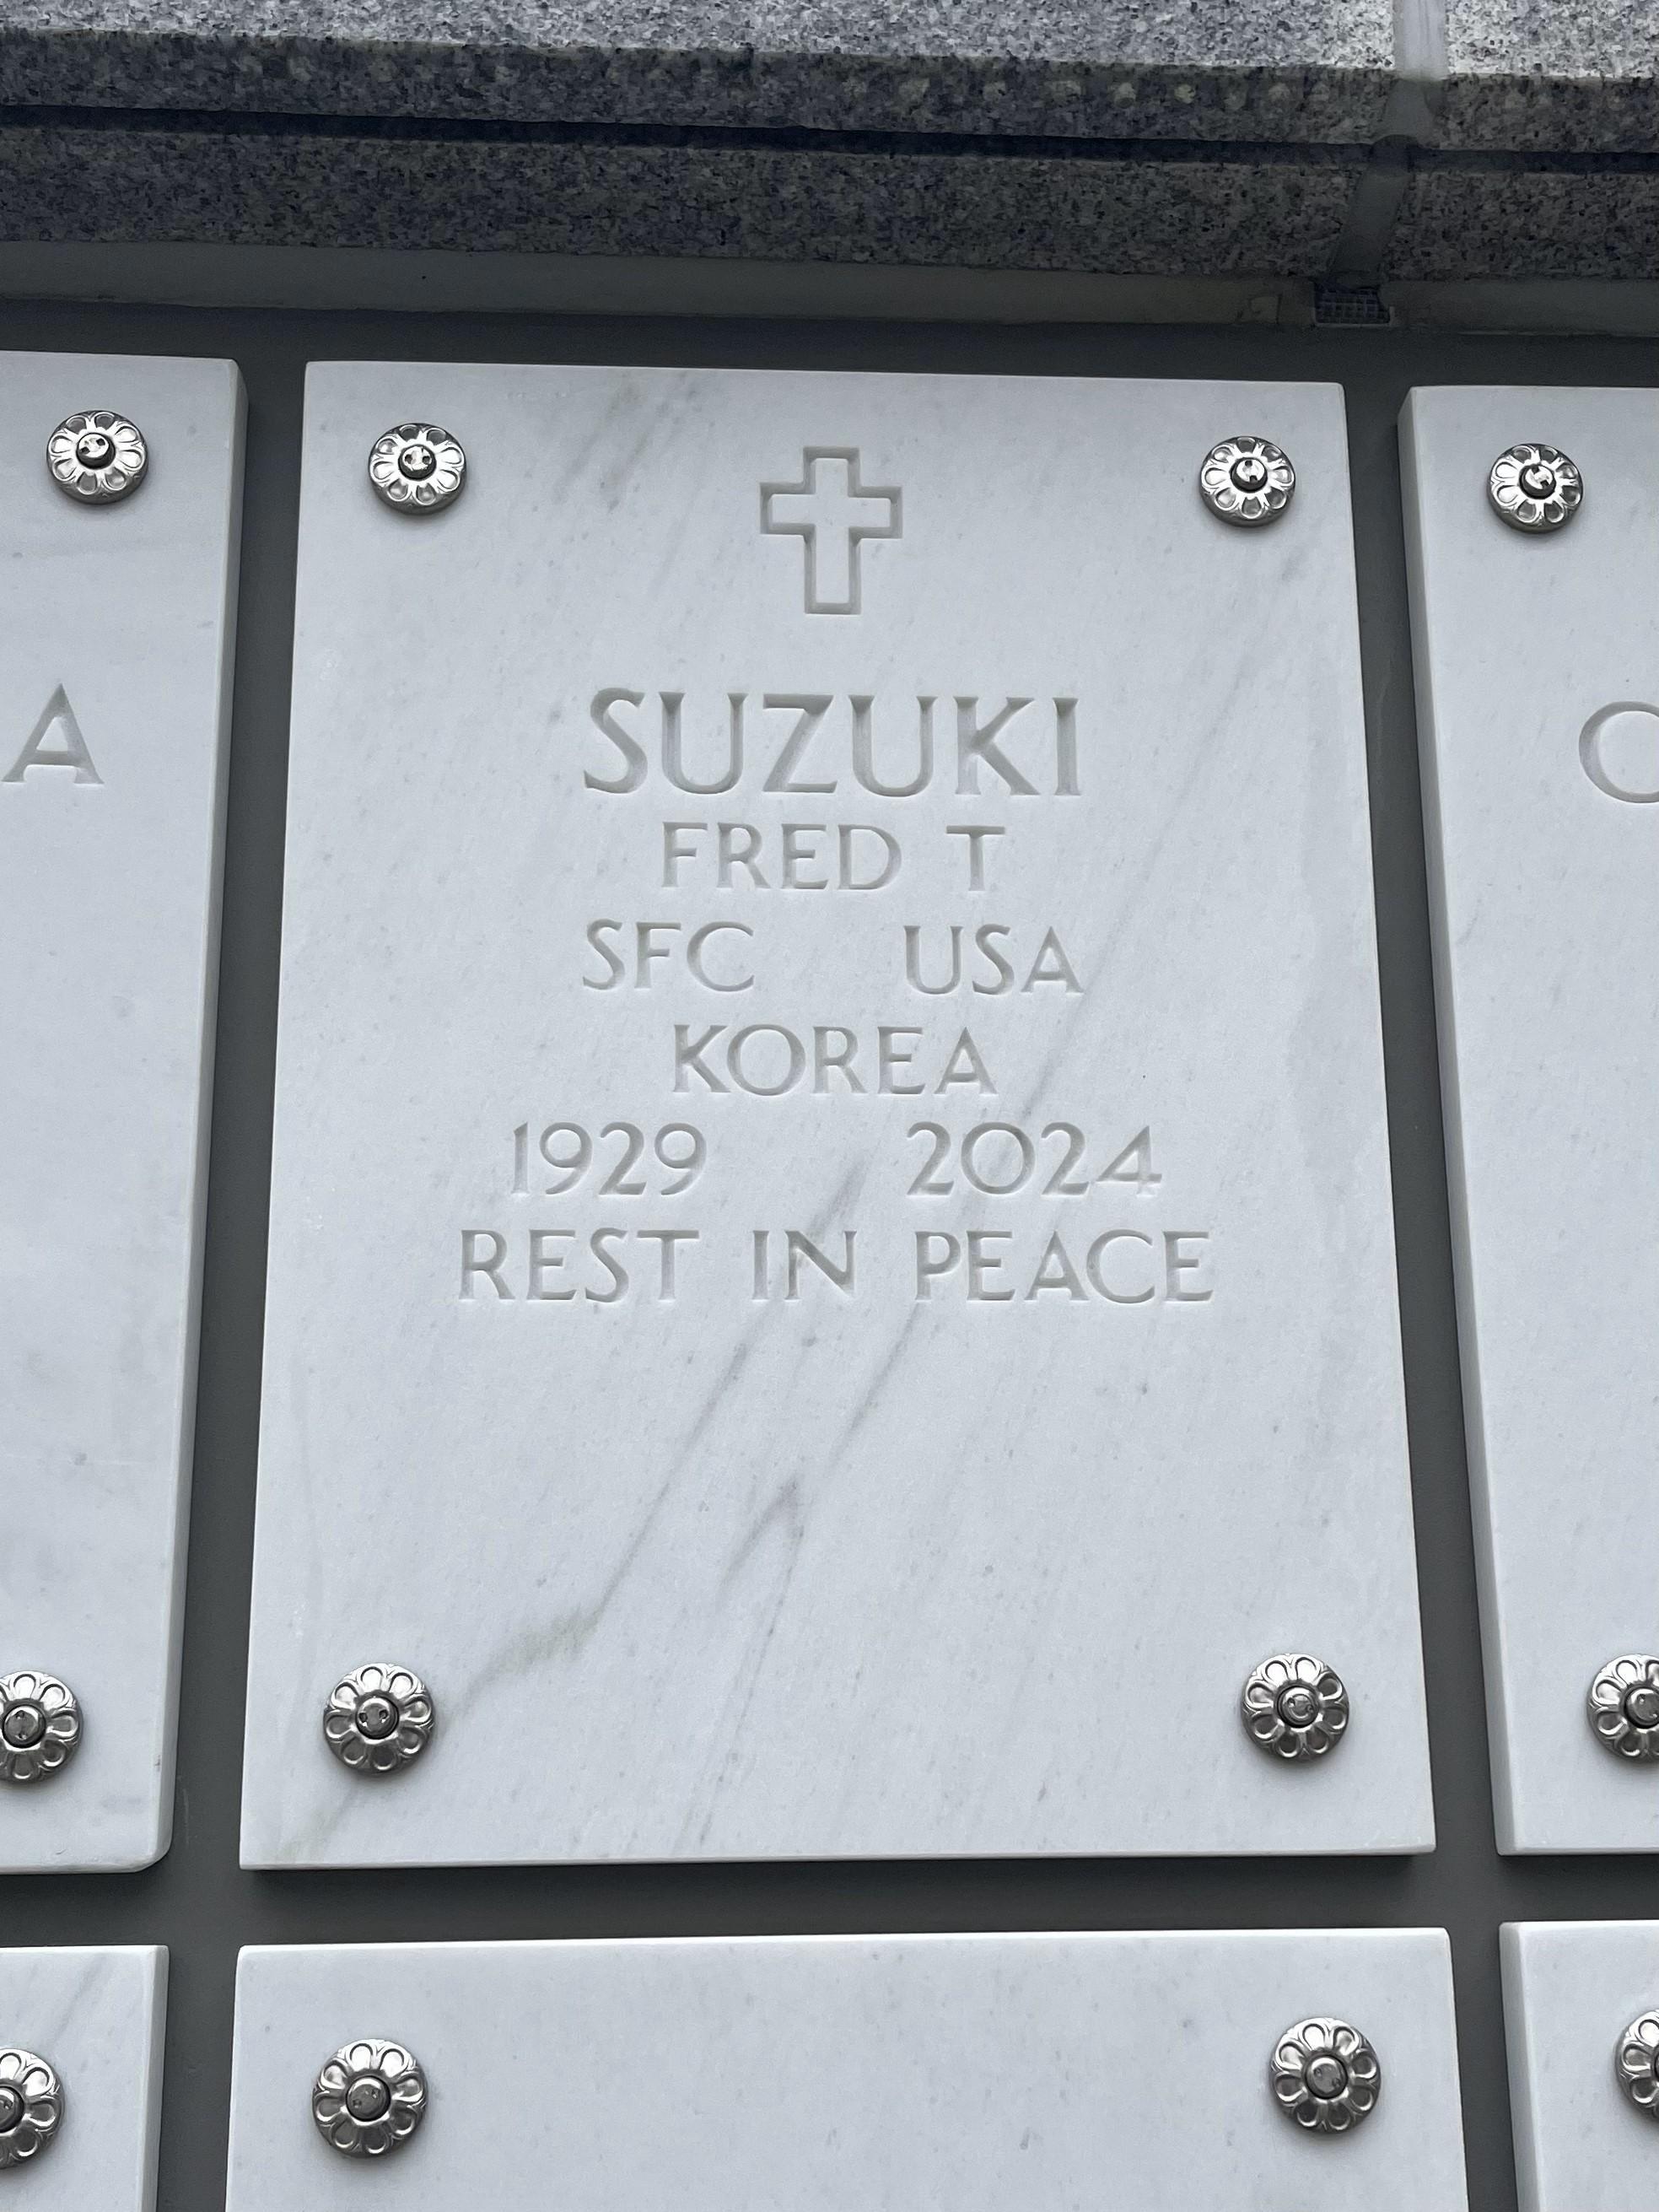 SUZUKI
FRED T
SFC USA
KOREA
1929 2024
REST IN PEACE